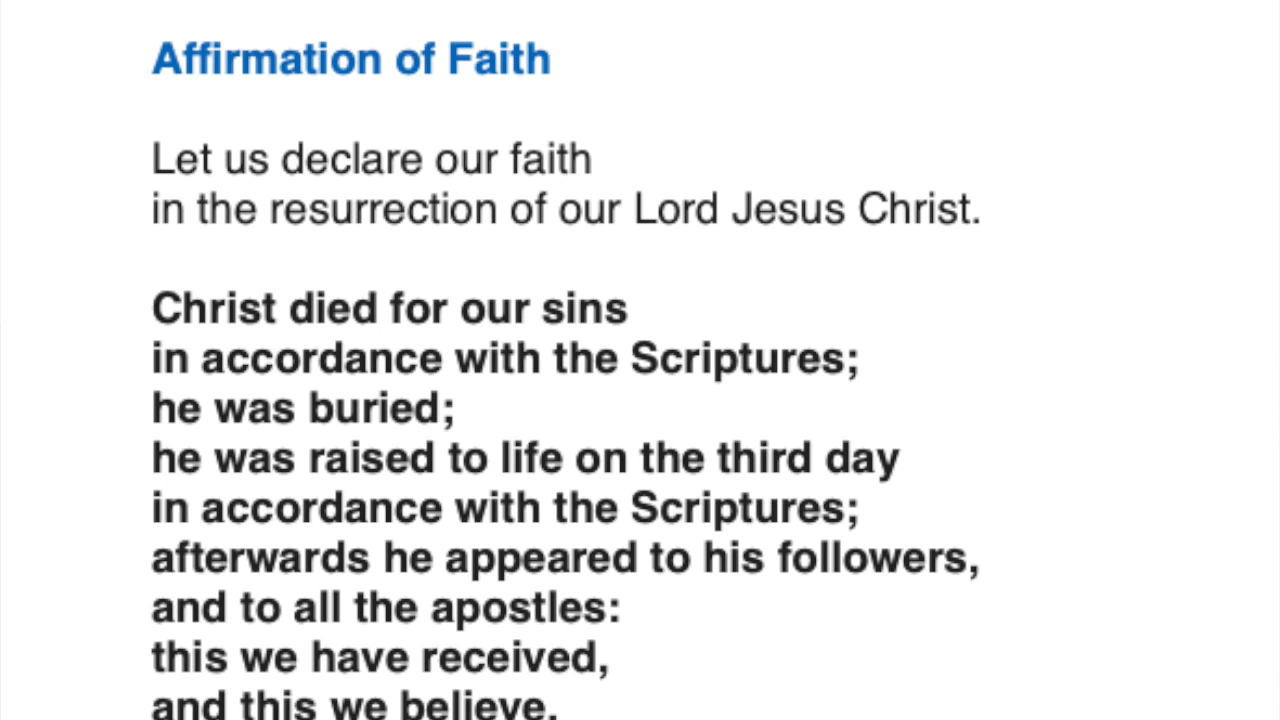 Affirmation of Faith
Let us declare our faith
in the resurrection of our Lord Jesus Christ.
Christ died for our sins
in accordance with the Scriptures;
he was buried;
he was raised to life on the third day
in accordance with the Scriptures;
afterwards he appeared to his followers,
and to all the apostles:
this we have received,
and this we believe.